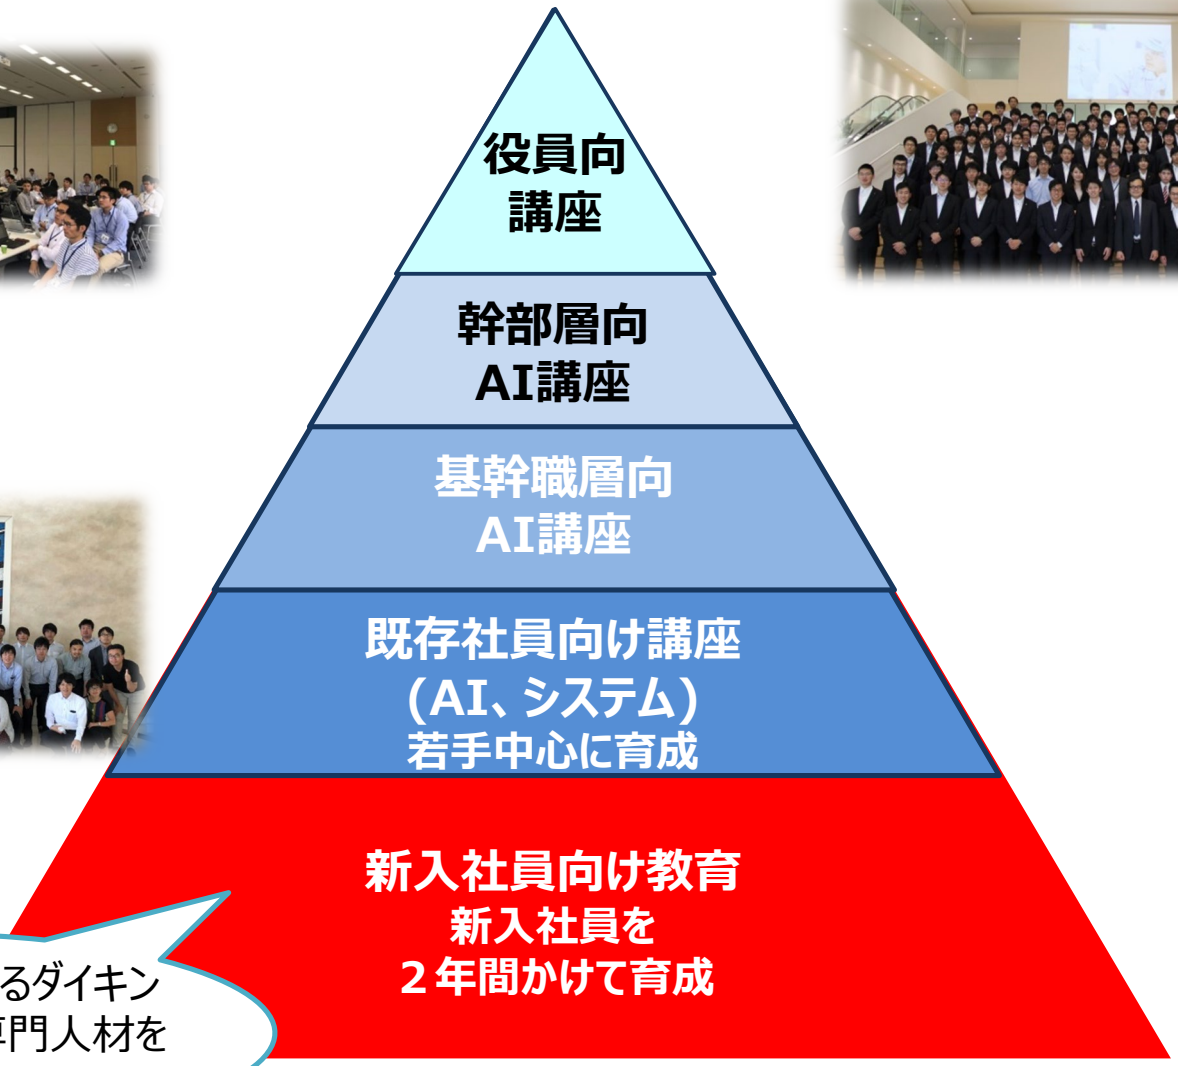 役員向
講座
幹部層向
AI講座
基幹職層向
AI講座
既存社員向け講座
(AI、システム)
若手中心に育成
新入社員向け教育
新入社員を
２年間かけて育成
るダイキン
専門人材を